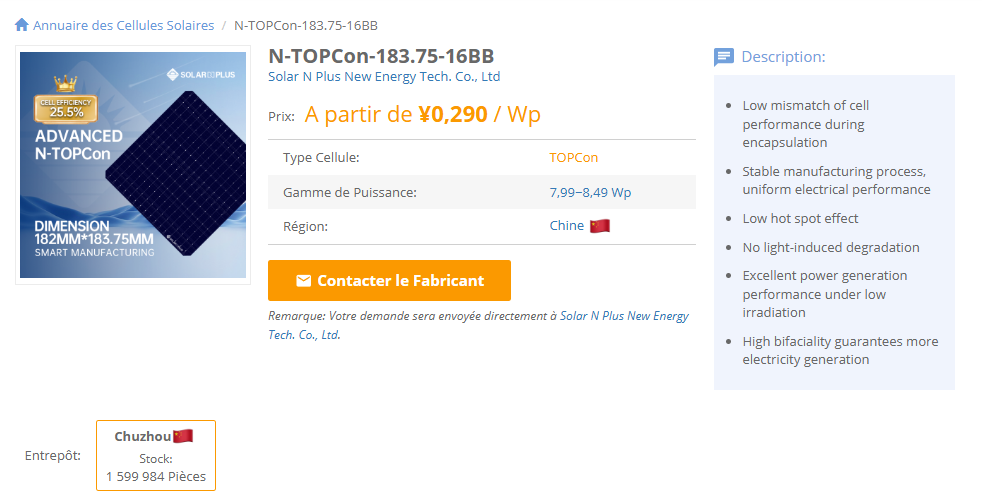 Annuaire des Cellules Solaires / N-TOPCon-183.75-16BB
SOLAR N PLUS
CELL EFFICIENCY
25.5%
ADVANCED
N-TOPCon
DIMENSION
182MM*183.75MM
SMART MANUFACTURING
N-TOPCon-183.75-16BB
Solar N Plus New Energy Tech. Co., Ltd
Prix: A partir de ¥0,290 / Wp
Type Cellule: TOPCon
Gamme de Puissance: 7,99~8,49 Wp
Région: Chine
Contacter le Fabricant
Remarque: Votre demande sera envoyée directement à Solar N Plus New Energy
Tech. Co., Ltd.
Description:
Low mismatch of cell
performance during
encapsulation
Stable manufacturing process,
uniform electrical performance
Low hot spot effect
No light-induced degradation
Excellent power generation
performance under low
irradiation
High bifaciality guarantees more
electricity generation
Entrepôt:
Chuzhou
Stock:
1 599 984 Pièces